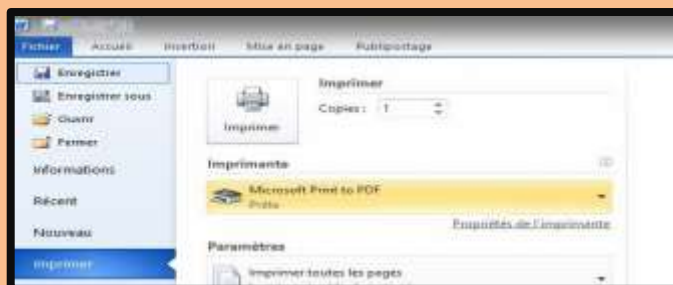 Fichier Accueil Insertion Mise en page Publipostage
Enregistrer
Enregistrer sous
Ouvrir
Fermer
Informations
Récent
Nouveau
Imprimer
Imprimer
Imprimer
Copies : 1
Imprimante
Microsoft Print to PDF
Prête
Propriétés de l'imprimante
Paramètres
Imprimer toutes les pages